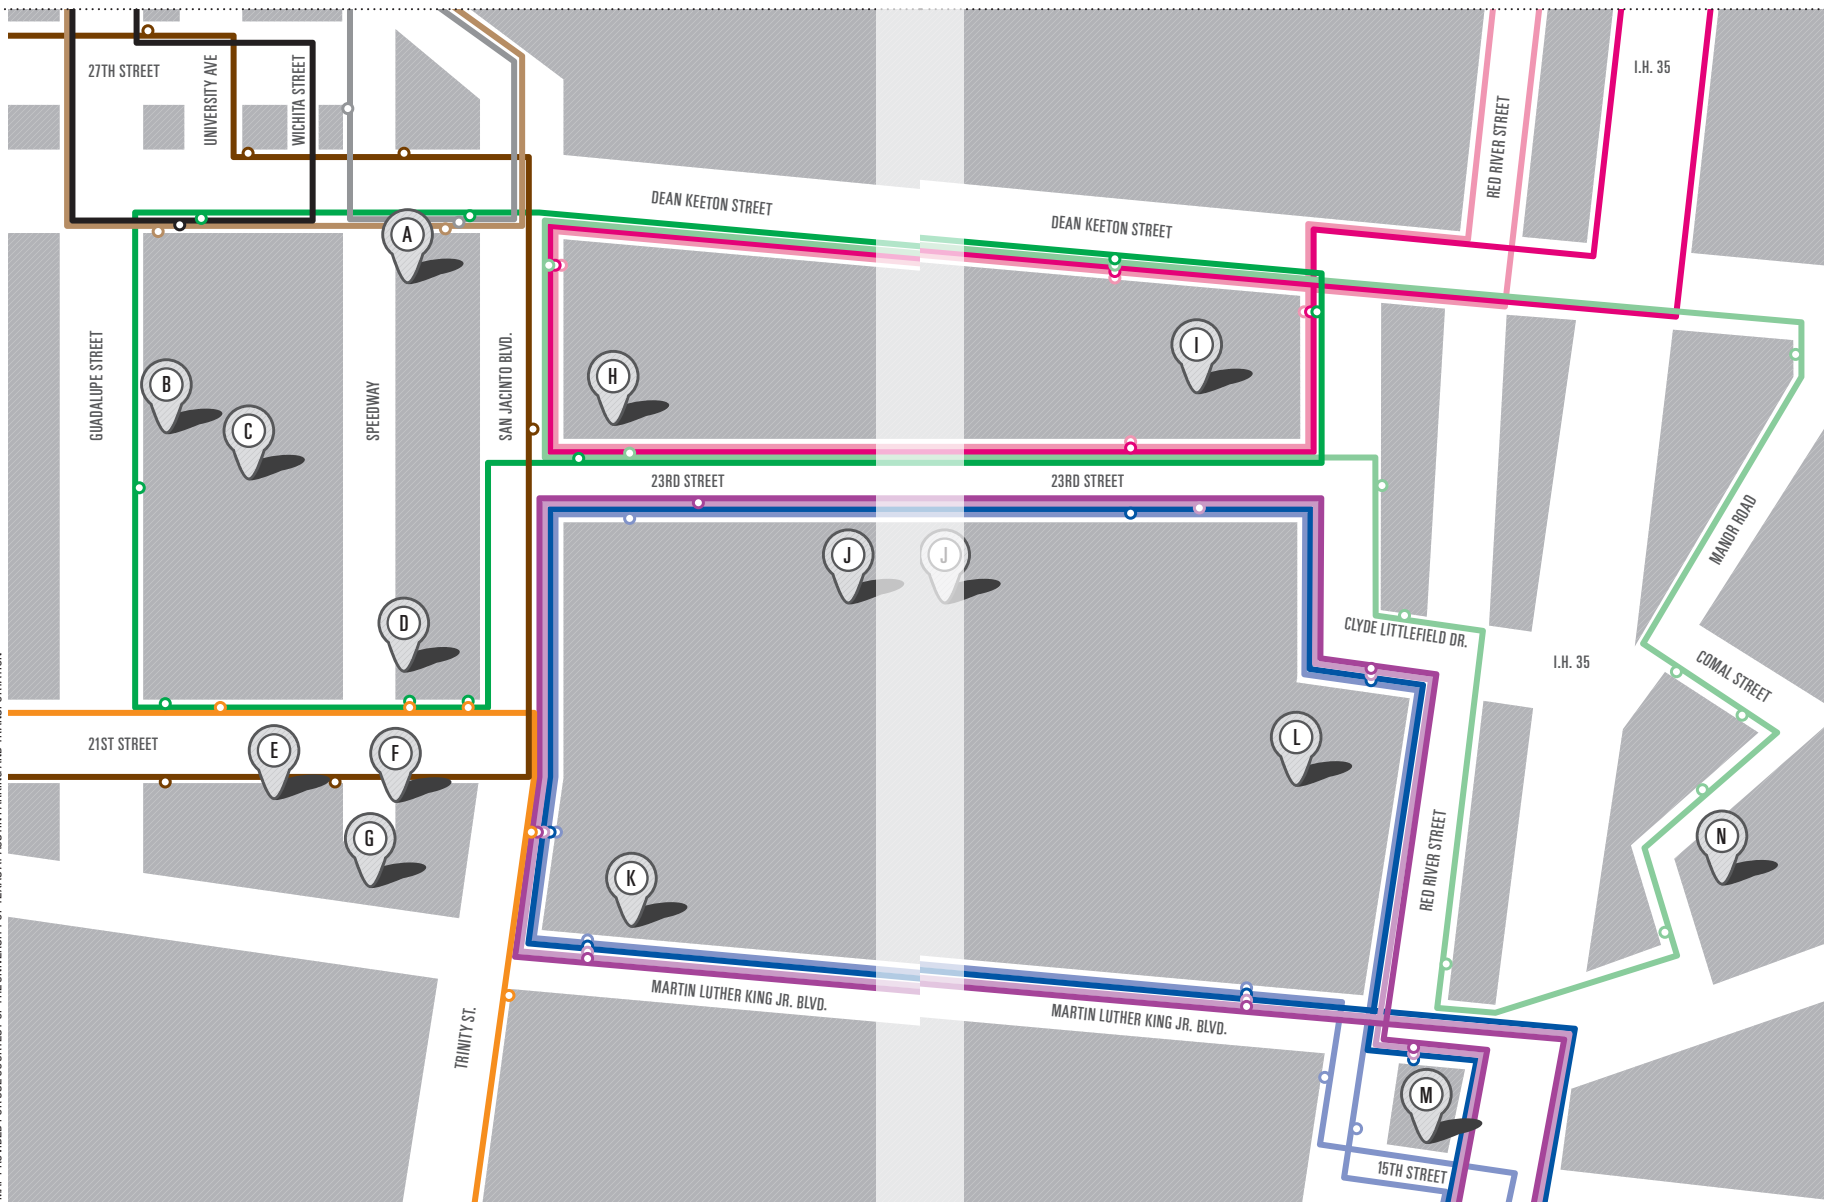 27TH STREET
UNIVERSITY AVE
WICHITA STREET
I.H. 35
RED RIVER STREET
DEAN KEETON STREET
DEAN KEETON STREET
A
GUADALUPE STREET
SPEEDWAY
SAN JACINTO BLVD.
B
C
H
I
23RD STREET
23RD STREET
MANOR ROAD
J
J
D
CLYDE LITTLEFIELD DR.
I.H. 35
COMAL STREET
21ST STREET
E
F
G
L
N
K
RED RIVER STREET
MARTIN LUTHER KING JR. BLVD.
MARTIN LUTHER KING JR. BLVD.
TRINITY ST.
M
15TH STREET